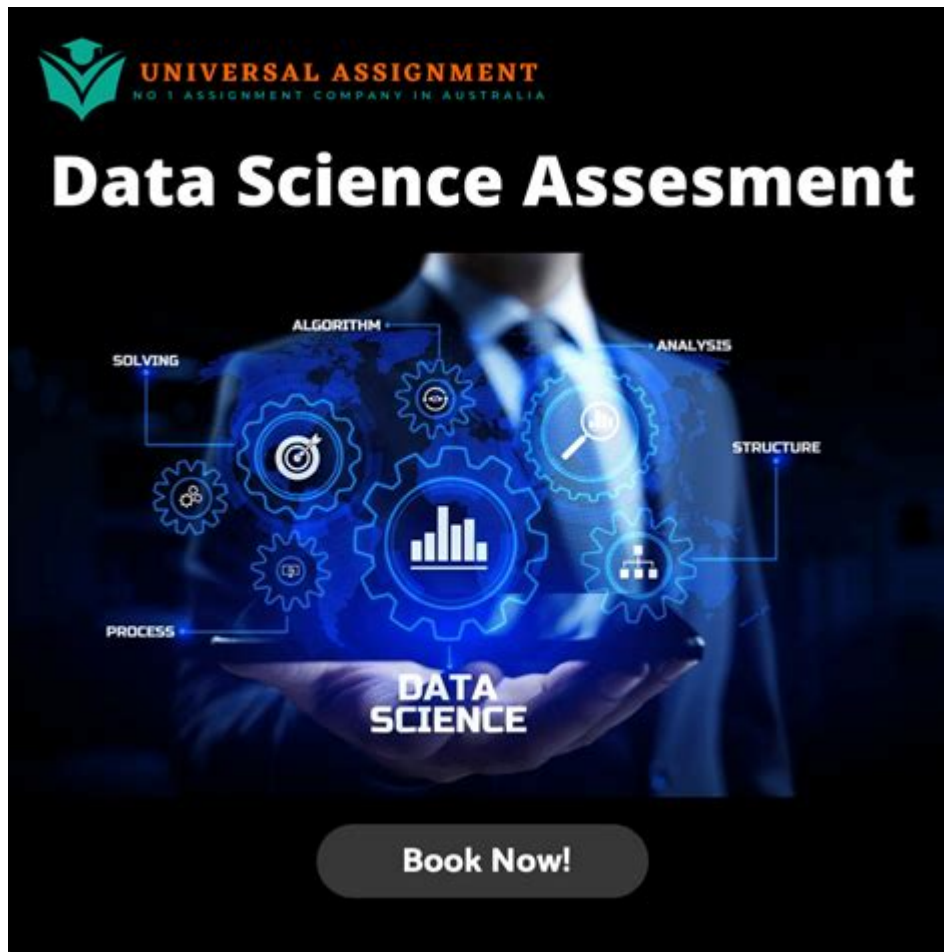 UNIVERSAL ASSIGNMENT
NO 1 ASSIGNMENT COMPANY IN AUSTRALIA
Data Science Assesment
ALGORITHM
ANALYSIS
SOLVING
STRUCTURE
PROCESS
DATA
SCIENCE
Book Now!